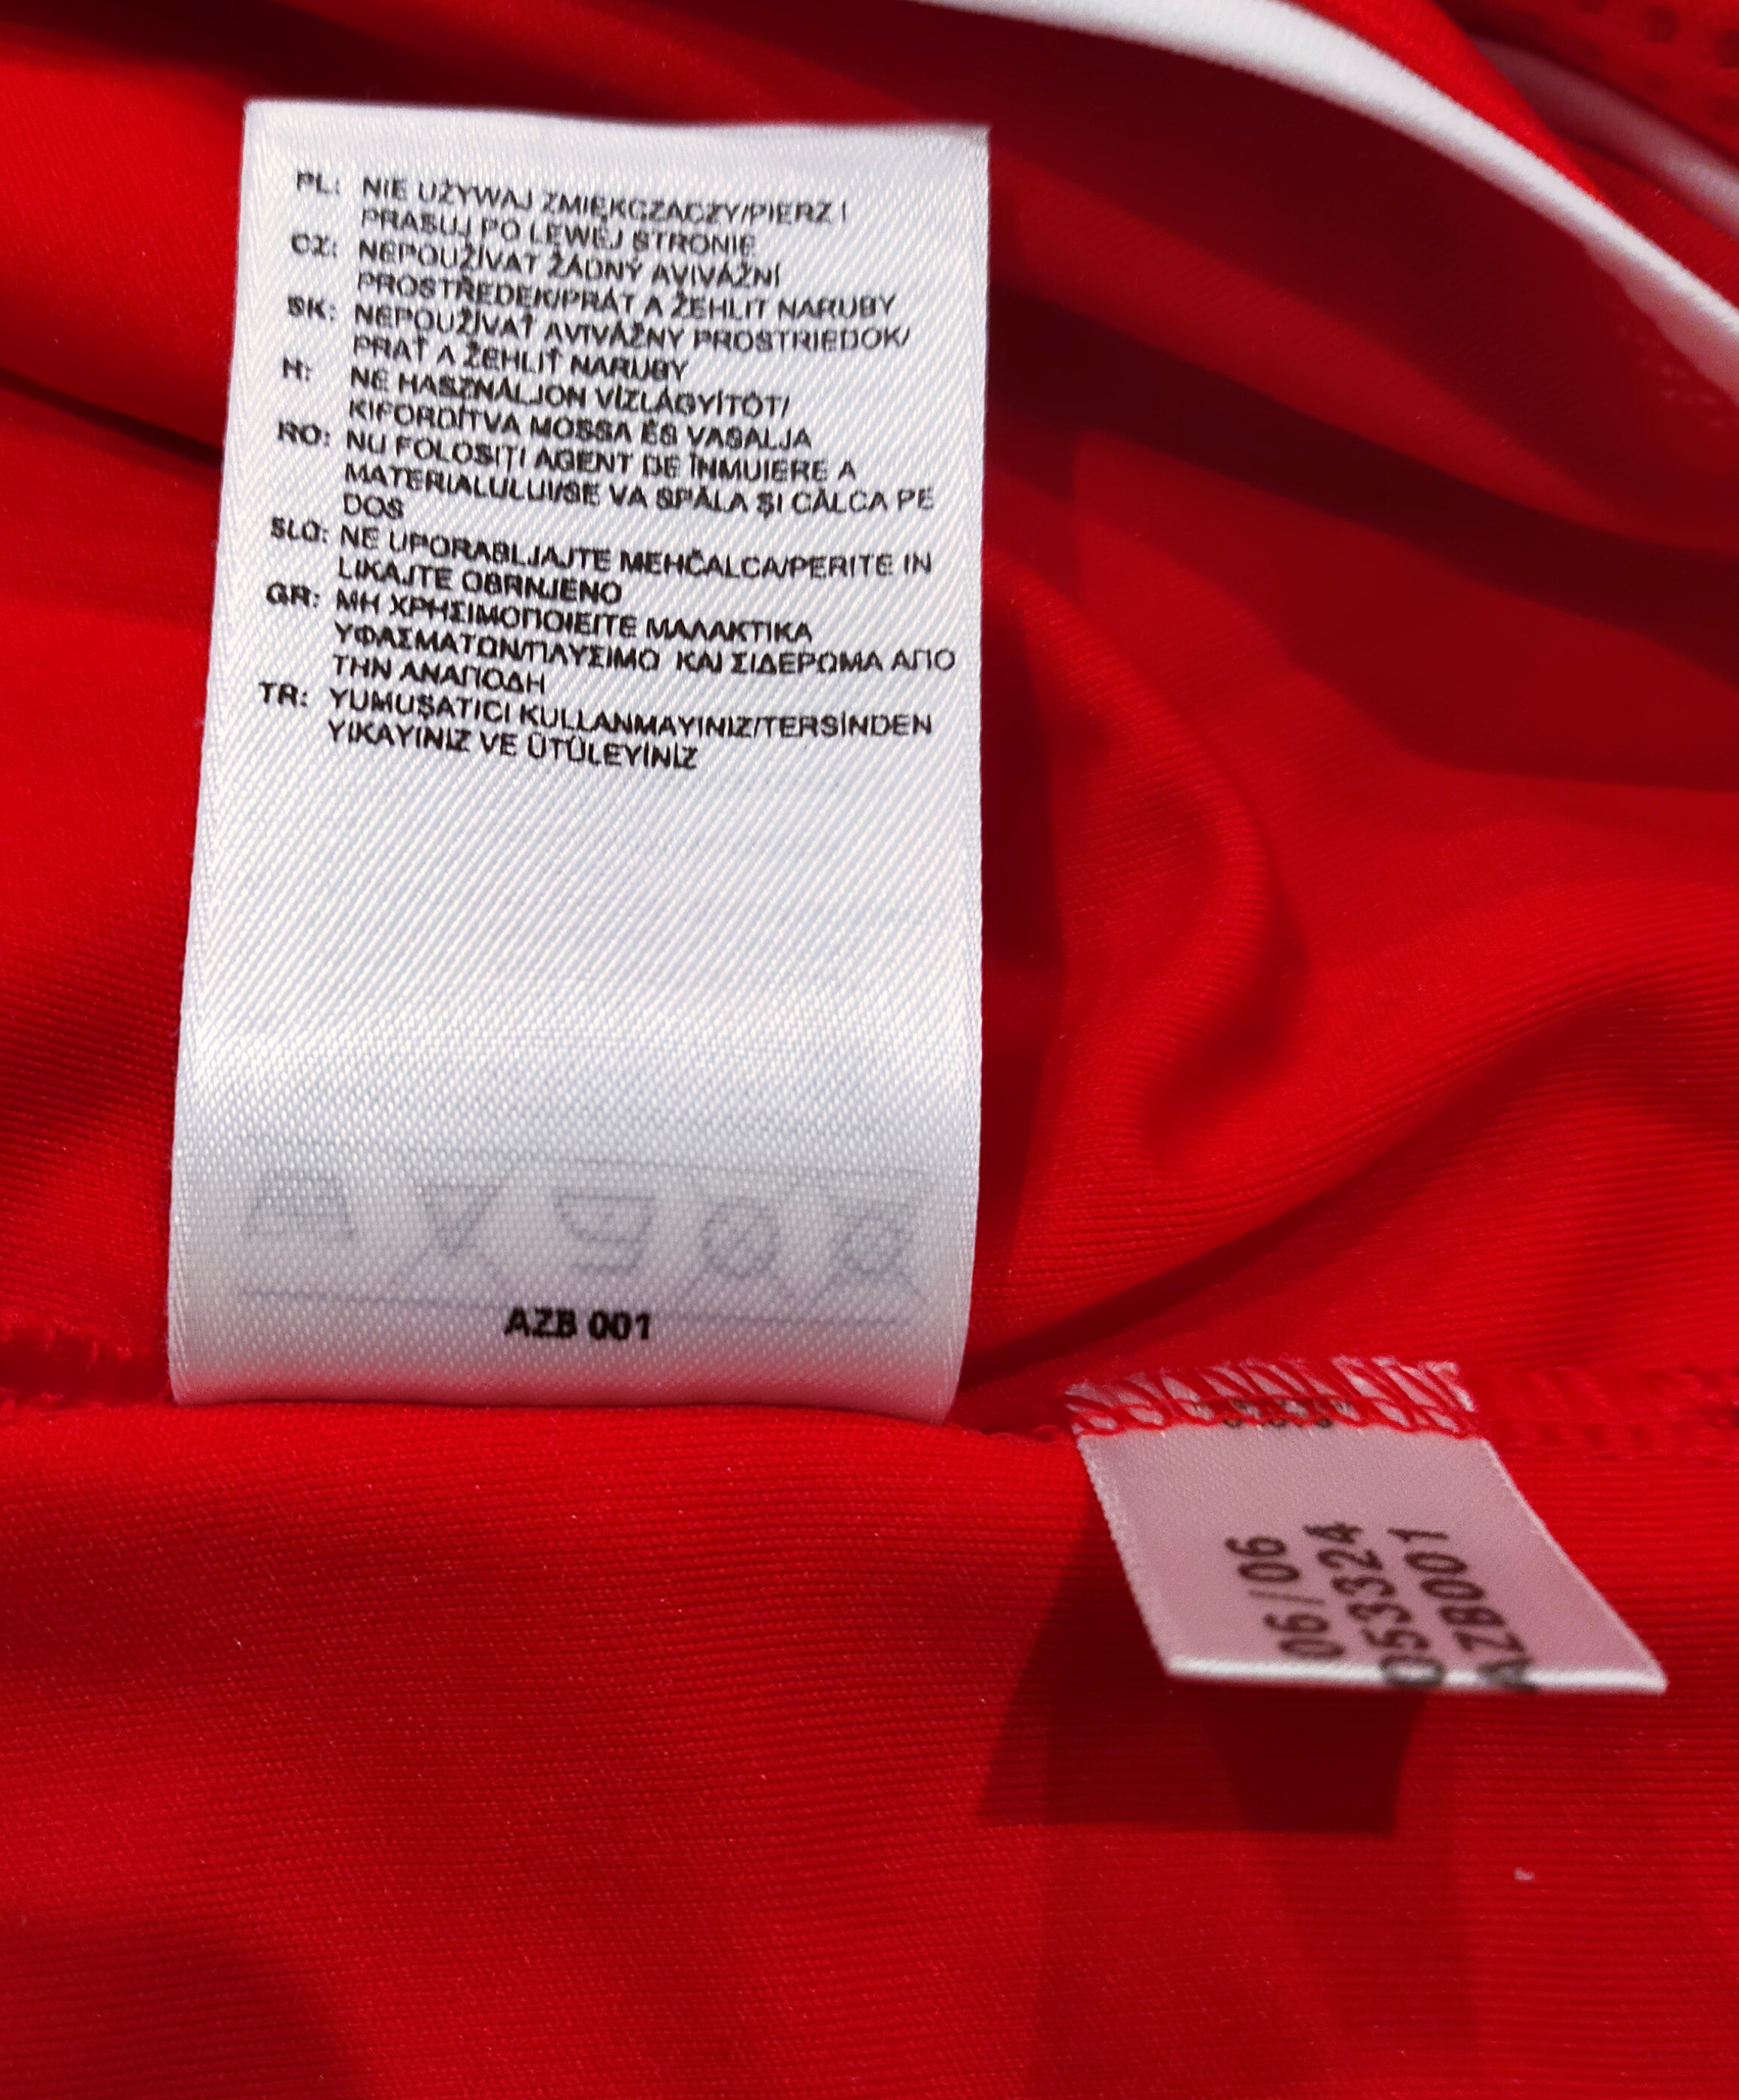 PL: NIE UŻYWAJ ZMIĘKCZACZY/PIERZ I
PRASUJ PO LEWEJ STRONIE
CZ: NEPOUŽÍVAT ŽÁDNÝ AVIVÁŽNÍ
PROSTŘEDEK/PRÁT A ŽEHLIT NARUBY
SK: NEPOUŽÍVAŤ AVIVÁŽNY PROSTRIEDOK/
PRAŤ A ŽEHLIŤ NARUBY
H: NE HASZNÁLJON VÍZLÁGYÍTÓT/
KIFORDÍTVA MOSSA ÉS VASALJA
RO: NU FOLOSIȚI AGENT DE ÎNMUIERE A
MATERIALULUI/SE VA SPĂLA ȘI CĂLCA PE
DOS
SLO: NE UPORABLJAJTE MEHČALCA/PERITE IN
LIKAJTE OBRNJENO
GR: ΜΗ ΧΡΗΣΙΜΟΠΟΙΕΙΤΕ ΜΑΛΑΚΤΙΚΑ
ΥΦΑΣΜΑΤΩΝ/ΠΛΥΣΙΜΟ ΚΑΙ ΣΙΔΕΡΩΜΑ ΑΠΟ
ΤΗΝ ΑΝΑΠΟΔΗ
TR: YUMUŞATICI KULLANMAYINIZ/TERSİNDEN
YIKAYINIZ VE ÜTÜLEYİNİZ
AZB 001
06/06
053324
AZB001